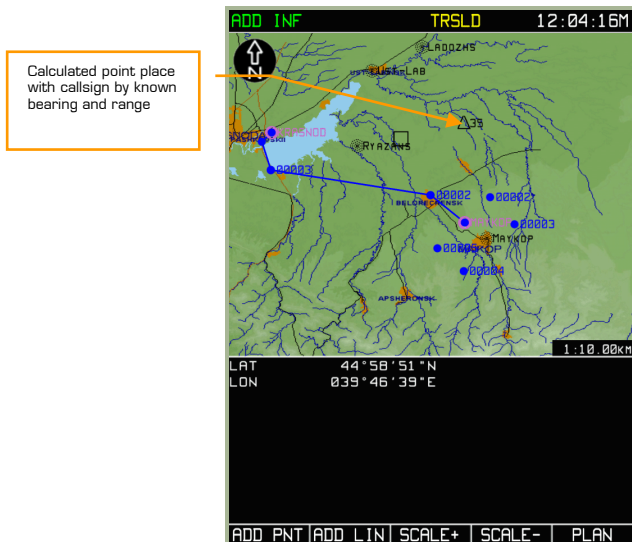 ADD INF TRSLD 12:04:16M
Calculated point place
with callsign by known
bearing and range
N
LADOZHS
UST-LAB
39
RYAZANS
00003
00002
BELORECHENSK
00002
00003
MAYKOP
00004
APSHERONSK
1:10.00KM
LAT 44°58'51"N
LON 039°46'39"E
ADD PNT ADD LIN SCALE+ SCALE- PLAN